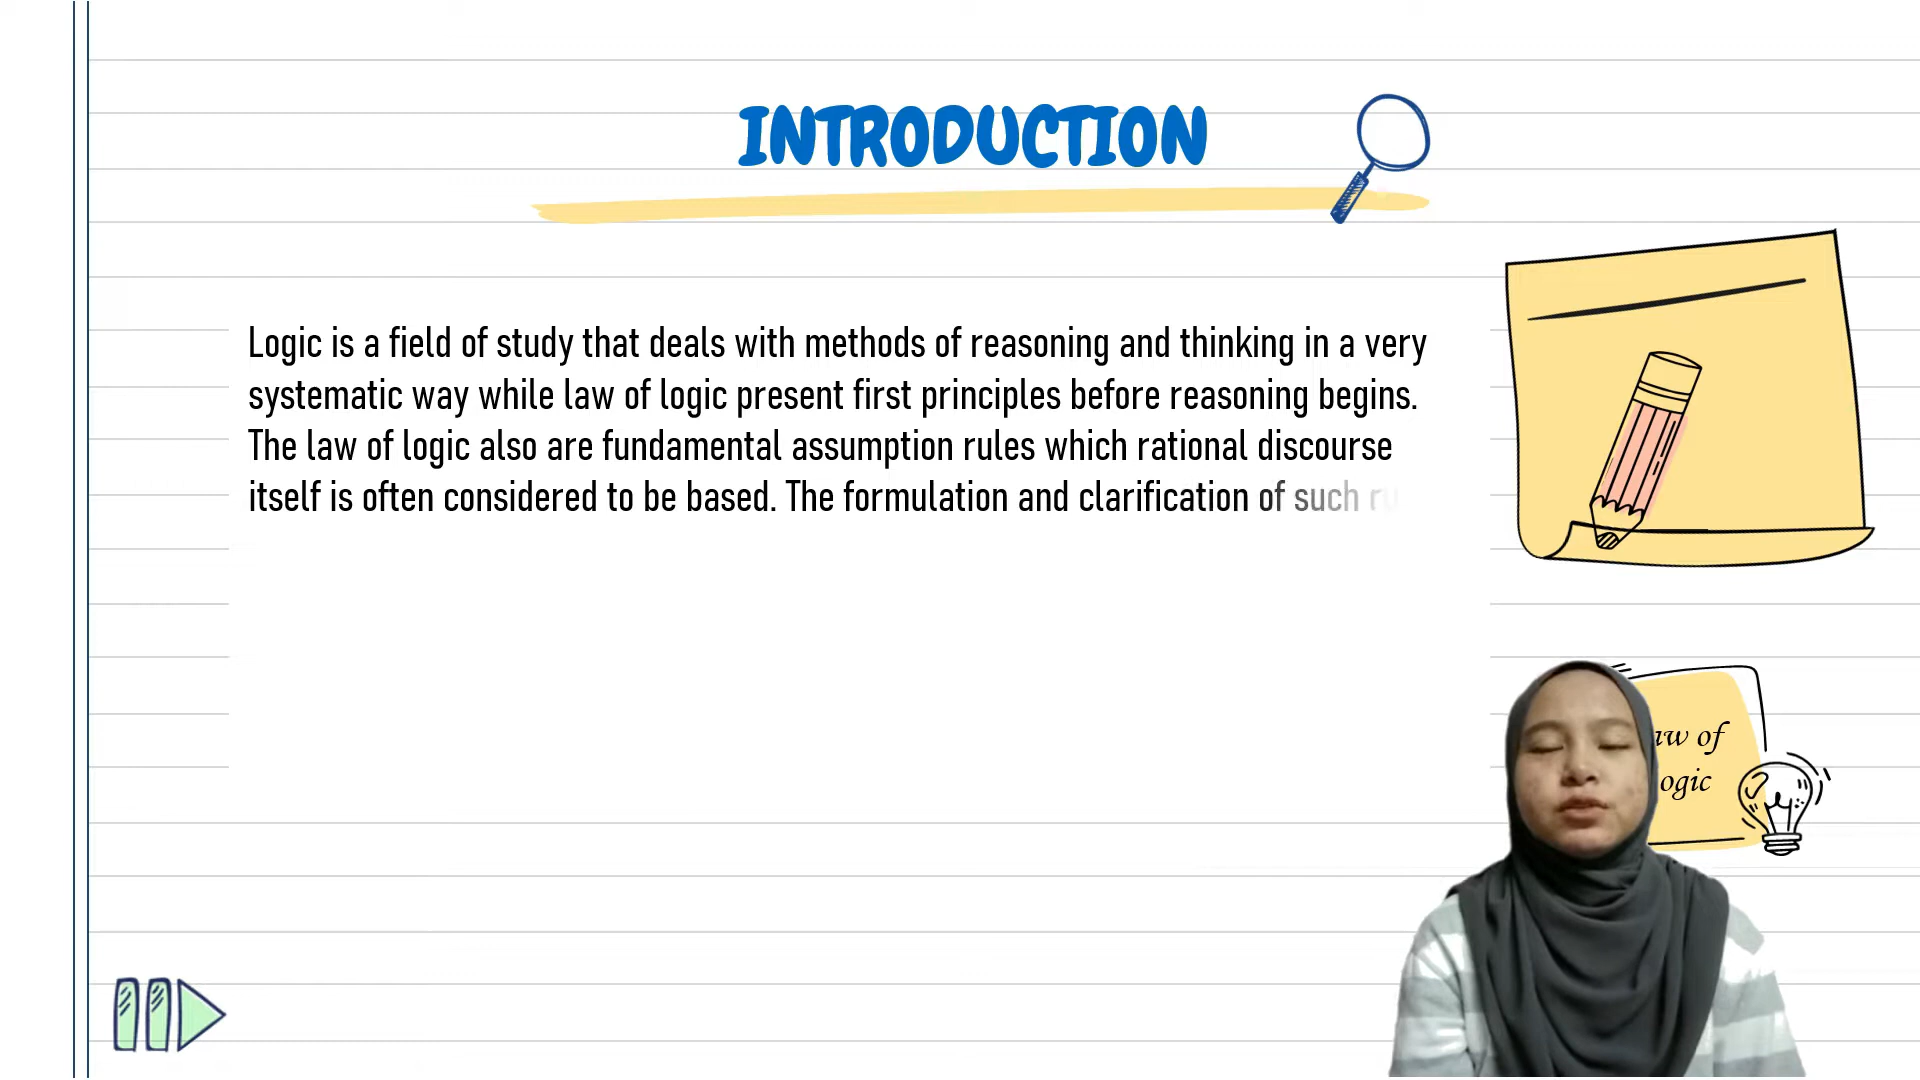 INTRODUCTION
Logic is a field of study that deals with methods of reasoning and thinking in a very
systematic way while law of logic present first principles before reasoning begins.
The law of logic also are fundamental assumption rules which rational discourse
itself is often considered to be based. The formulation and clarification of such
of